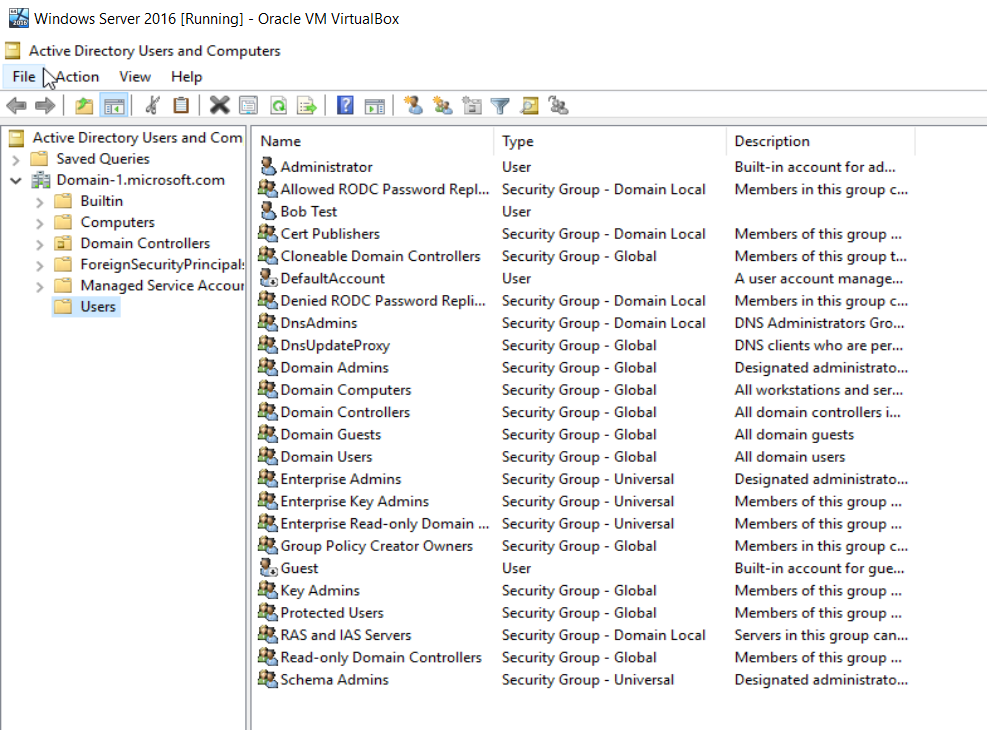 Windows Server 2016 [Running] - Oracle VM VirtualBox
Active Directory Users and Computers
File Action View Help
Active Directory Users and Com
Saved Queries
Domain-1.microsoft.com
Builtin
Computers
Domain Controllers
ForeignSecurityPrincipals
Managed Service Accour
Users
Name Type Description
Administrator User Built-in account for ad...
Allowed RODC Password Repl... Security Group - Domain Local Members in this group c...
Bob Test User
Cert Publishers Security Group - Domain Local Members of this group ...
Cloneable Domain Controllers Security Group - Global Members of this group t...
DefaultAccount User A user account manage...
Denied RODC Password Repli... Security Group - Domain Local Members in this group c...
DnsAdmins Security Group - Domain Local DNS Administrators Gro...
DnsUpdateProxy Security Group - Global DNS clients who are per...
Domain Admins Security Group - Global Designated administrato...
Domain Computers Security Group - Global All workstations and ser...
Domain Controllers Security Group - Global All domain controllers i...
Domain Guests Security Group - Global All domain guests
Domain Users Security Group - Global All domain users
Enterprise Admins Security Group - Universal Designated administrato...
Enterprise Key Admins Security Group - Universal Members of this group ...
Enterprise Read-only Domain ... Security Group - Universal Members of this group ...
Group Policy Creator Owners Security Group - Global Members in this group c...
Guest User Built-in account for gue...
Key Admins Security Group - Global Members of this group ...
Protected Users Security Group - Global Members of this group ...
RAS and IAS Servers Security Group - Domain Local Servers in this group can...
Read-only Domain Controllers Security Group - Global Members of this group ...
Schema Admins Security Group - Universal Designated administrato...